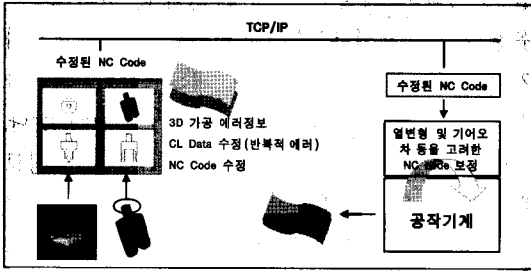 TCP/IP
수정된 NC Code
수정된 NC Code
3D 가공 에러정보
CL Data 수정(반복적 에러)
NC Code 수정
열변형 및 기어오
차 등을 고려한
NC code 보정
공작기계